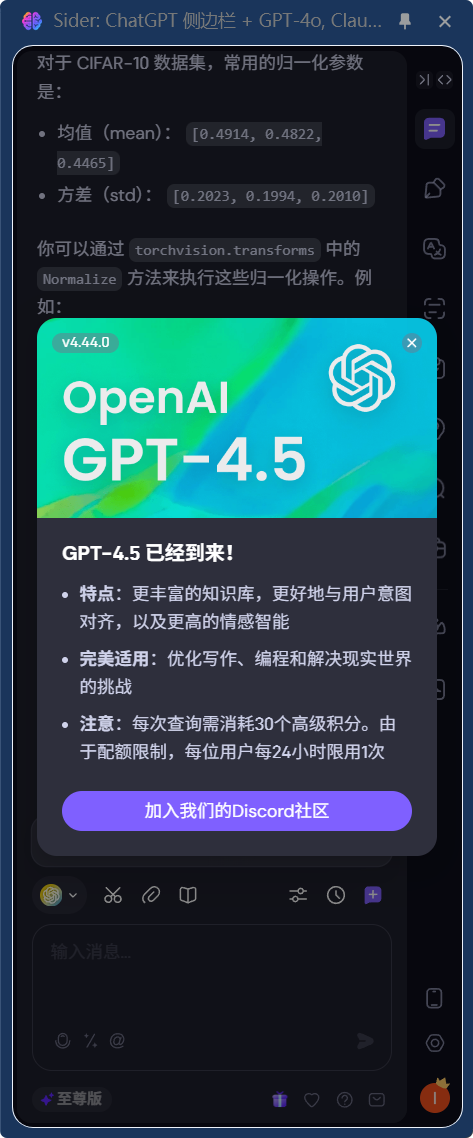 Sider: ChatGPT 侧边栏 + GPT-4o, Clau...
对于 CIFAR-10 数据集，常用的归一化参数
是：
• 均值（mean）： [0.4914, 0.4822,
0.4465]
• 方差（std）： [0.2023, 0.1994, 0.2010]
你可以通过 torchvision.transforms 中的
Normalize 方法来执行这些归一化操作。例
如：
v4.44.0
OpenAI
GPT-4.5
GPT-4.5 已经到来！
• 特点：更丰富的知识库，更好地与用户意图
对齐，以及更高的情感智能
• 完美适用：优化写作、编程和解决现实世界
的挑战
• 注意：每次查询需消耗30个高级积分。由
于配额限制，每位用户每24小时限用1次
加入我们的Discord社区
输入消息...
至尊版
I